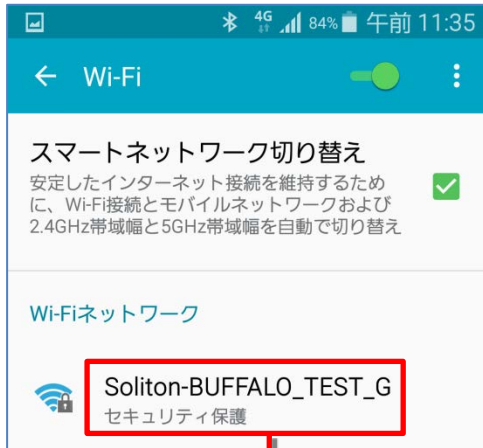 4G 84% 午前 11:35
Wi-Fi
スマートネットワーク切り替え
安定したインターネット接続を維持するため
に、Wi-Fi接続とモバイルネットワークおよび
2.4GHz帯域幅と5GHz帯域幅を自動で切り替え
Wi-Fiネットワーク
Soliton-BUFFALO_TEST_G
セキュリティ保護